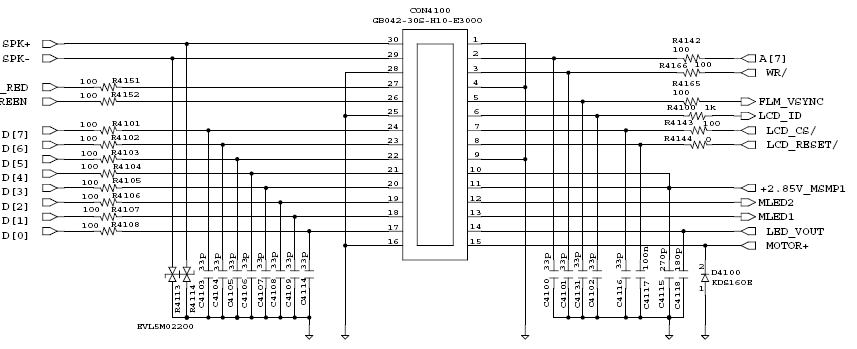 CON4100
GB042-30S-H10-E3000
SPK+
SPK-
_RED
REEN
D[7]
D[6]
D[5]
D[4]
D[3]
D[2]
D[1]
D[0]
100 R4151
100 R4152
100 R4101
100 R4102
100 R4103
100 R4104
100 R4105
100 R4106
100 R4107
100 R4108
30 1
29 2
28 3
27 4
26 5
25 6
24 7
23 8
22 9
21 10
20 11
19 12
18 13
17 14
16 15
R4142
100
R4166 100
R4165
100
R4100 1k
R4143 100
R4144 0
A[7]
WR/
FLM_VSYNC
LCD_ID
LCD_CS/
LCD_RESET/
+2.85V_MSMP1
MLED2
MLED1
LED_VOUT
MOTOR+
R4113
R4114
EVL5M02200
C4103 33p
C4104 33p
C4105 33p
C4106 33p
C4107 33p
C4108 33p
C4109 33p
C4114 33p
C4100 33p
C4101 33p
C4131 33p
C4102 33p
C4116 33p
C4117 100n
C4115 270p
C4118 180p
2
1
D4100
KDS160E